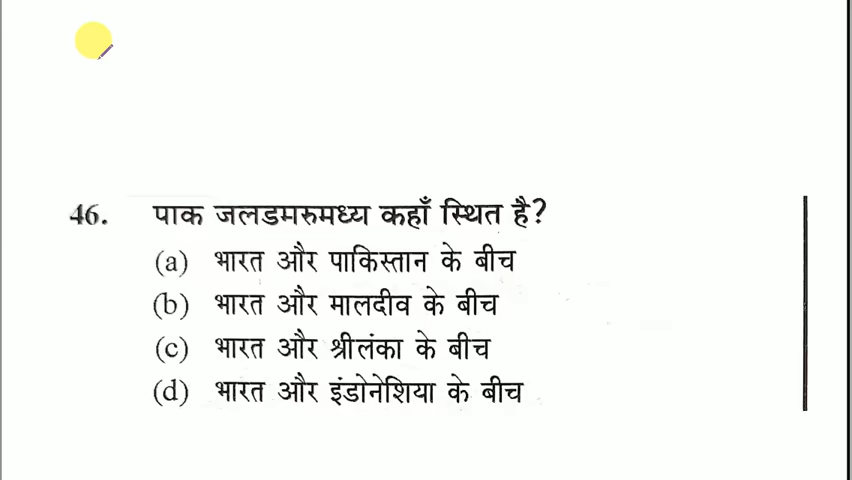 46. पाक जलडमरुमध्य कहाँ स्थित है?
(a) भारत और पाकिस्तान के बीच
(b) भारत और मालदीव के बीच
(c) भारत और श्रीलंका के बीच
(d) भारत और इंडोनेशिया के बीच